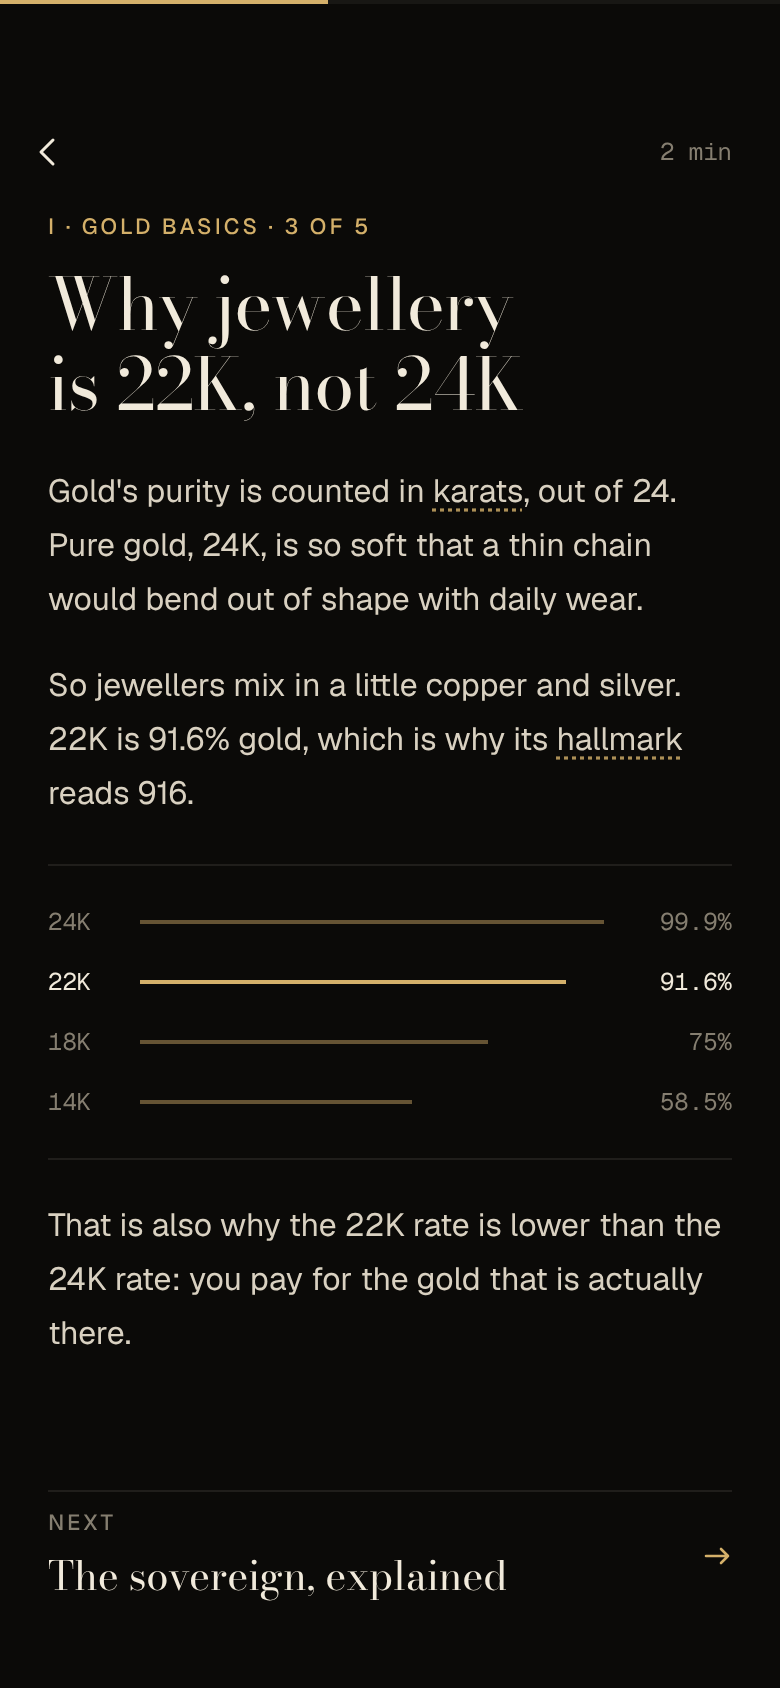 2 min
I · GOLD BASICS · 3 OF 5
Why jewellery
is 22K, not 24K
Gold's purity is counted in karats, out of 24.
Pure gold, 24K, is so soft that a thin chain
would bend out of shape with daily wear.
So jewellers mix in a little copper and silver.
22K is 91.6% gold, which is why its hallmark
reads 916.
24K 99.9%
22K 91.6%
18K 75%
14K 58.5%
That is also why the 22K rate is lower than the
24K rate: you pay for the gold that is actually
there.
NEXT
The sovereign, explained